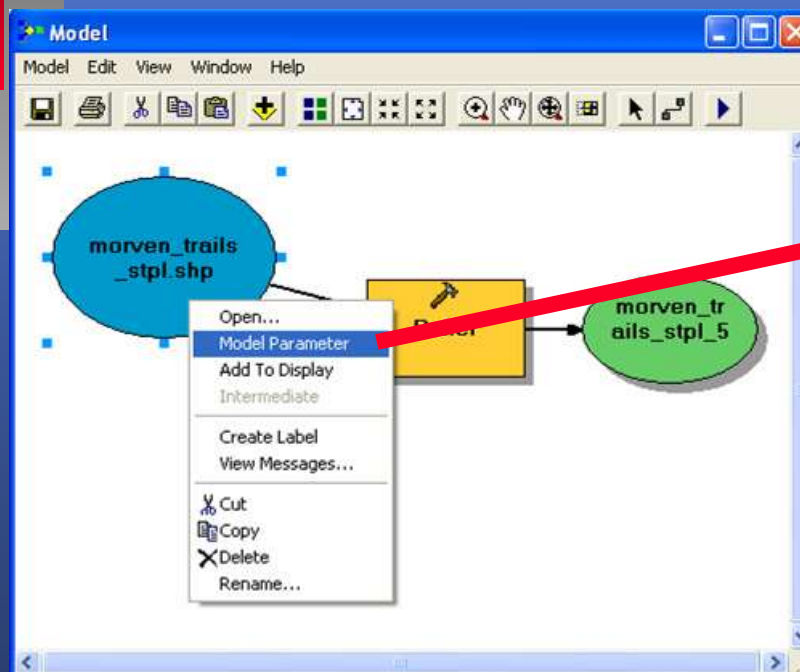 Model
Model Edit View Window Help
morven_trails
_stpl.shp
morven_tr
ails_stpl_5
Open...
Model Parameter
Add To Display
Intermediate
Create Label
View Messages...
Cut
Copy
Delete
Rename...